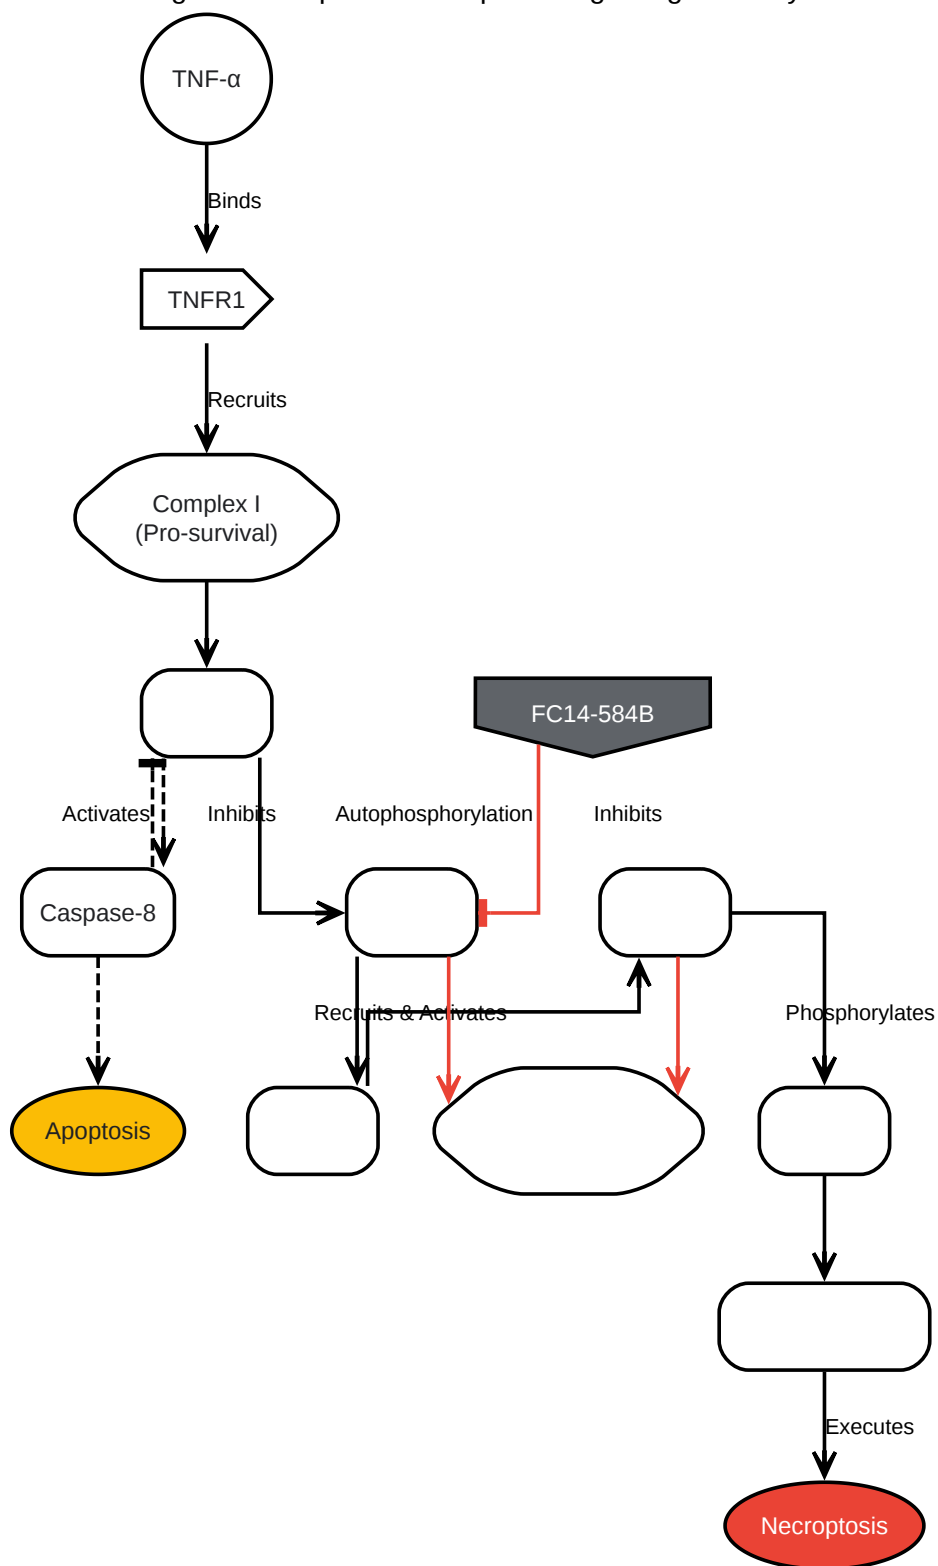 TNF-α
Binds
TNFR1
Recruits
Complex I
(Pro-survival)
FC14-584B
Activates
Inhibits
Autophosphorylation
Inhibits
Caspase-8
Recruits & Activates
Phosphorylates
Apoptosis
Executes
Necroptosis